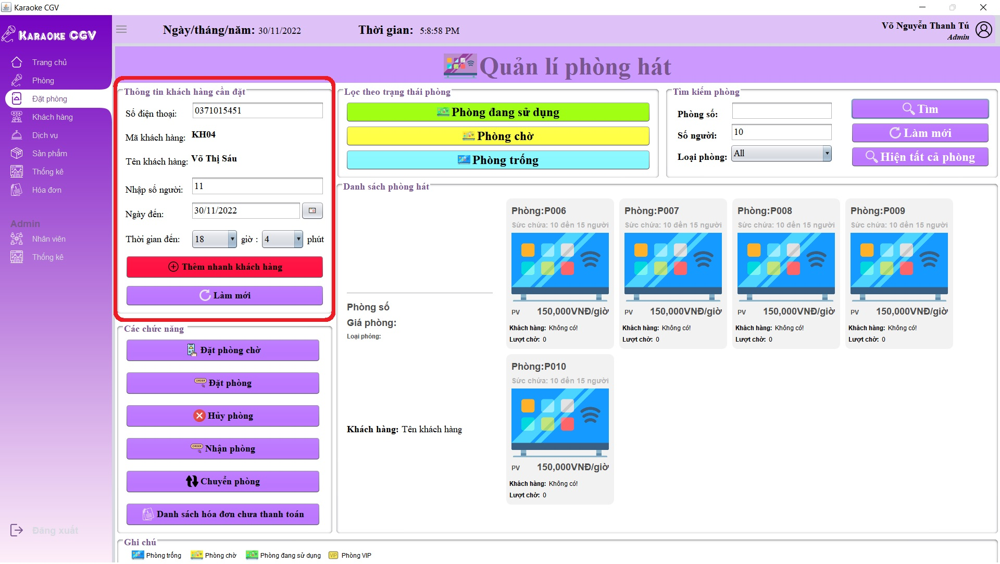 Karaoke CGV
KARAOKE CGV
Ngày/tháng/năm: 30/11/2022
Thời gian: 5:8:58 PM
Võ Nguyễn Thanh Tú
Admin
Trang chủ
Phòng
Đặt phòng
Khách hàng
Dịch vụ
Sản phẩm
Thống kê
Hóa đơn
Admin
Nhân viên
Thống kê
Đăng xuất
Quản lí phòng hát
Thông tin khách hàng cần đặt
Số điện thoại: 0371015451
Mã khách hàng: KH04
Tên khách hàng: Võ Thị Sáu
Nhập số người: 11
Ngày đến: 30/11/2022
Thời gian đến: 18 giờ : 4 phút
Thêm nhanh khách hàng
Làm mới
Các chức năng
Đặt phòng chờ
Đặt phòng
Hủy phòng
Nhận phòng
Chuyển phòng
Danh sách hóa đơn chưa thanh toán
Lọc theo trạng thái phòng
Phòng đang sử dụng
Phòng chờ
Phòng trống
Tìm kiếm phòng
Phòng số:
Số người: 10
Loại phòng: All
Tìm
Làm mới
Hiện tất cả phòng
Danh sách phòng hát
Phòng số
Giá phòng:
Loại phòng:
Khách hàng: Tên khách hàng
Phòng:P006
Sức chứa: 10 đến 15 người
PV 150,000VNĐ/giờ
Khách hàng: Không có!
Lượt chờ: 0
Phòng:P007
Sức chứa: 10 đến 15 người
PV 150,000VNĐ/giờ
Khách hàng: Không có!
Lượt chờ: 0
Phòng:P008
Sức chứa: 10 đến 15 người
PV 150,000VNĐ/giờ
Khách hàng: Không có!
Lượt chờ: 0
Phòng:P009
Sức chứa: 10 đến 15 người
PV 150,000VNĐ/giờ
Khách hàng: Không có!
Lượt chờ: 0
Phòng:P010
Sức chứa: 10 đến 15 người
PV 150,000VNĐ/giờ
Khách hàng: Không có!
Lượt chờ: 0
Ghi chú
Phòng trống Phòng chờ Phòng đang sử dụng VIP Phòng VIP